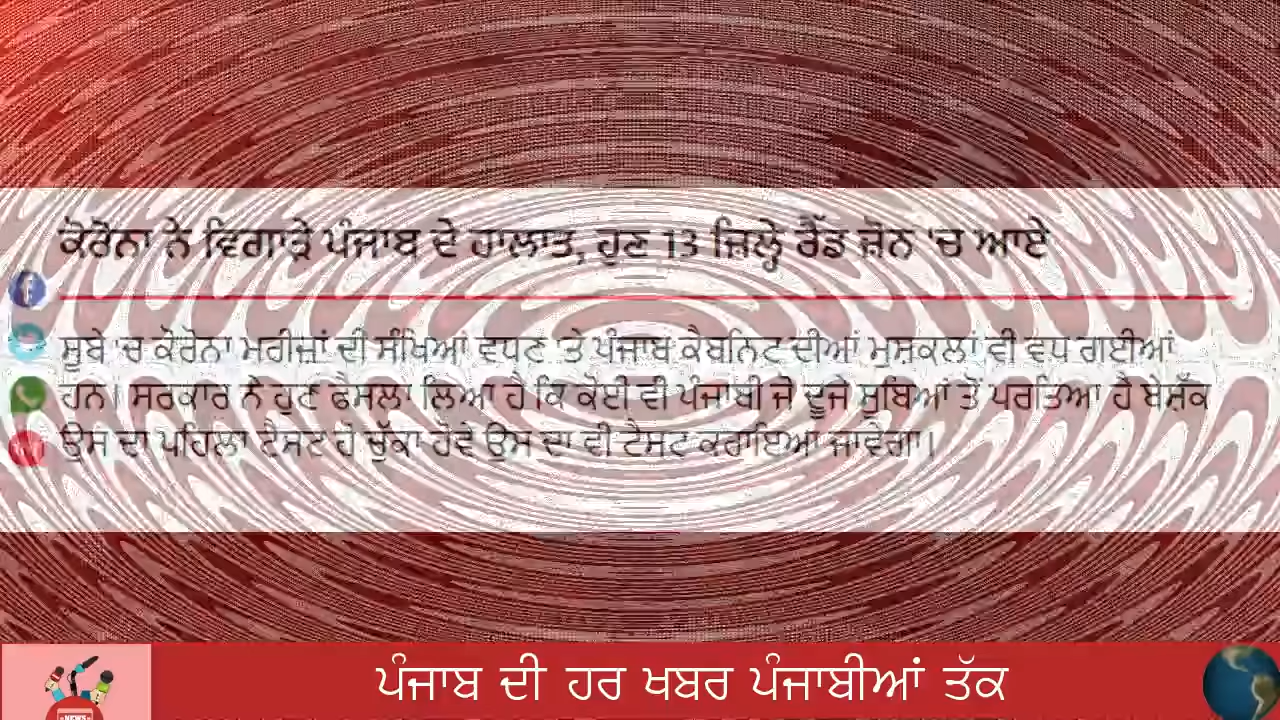 ਕੋਰੋਨਾ ਨੇ ਵਿਗਾੜੇ ਪੰਜਾਬ ਦੇ ਹਾਲਾਤ, ਹੁਣ 13 ਜ਼ਿਲ੍ਹੇ ਰੈੱਡ ਜ਼ੋਨ 'ਚ ਆਏ
ਸੂਬੇ 'ਚ ਕੋਰੋਨਾ ਮਰੀਜ਼ਾਂ ਦੀ ਸੰਖਿਆ ਵਧਣ 'ਤੇ ਪੰਜਾਬ ਕੈਬਨਿਟ ਦੀਆਂ ਮੁਸ਼ਕਲਾਂ ਵੀ ਵਧ ਗਈਆਂ
ਹਨ। ਸਰਕਾਰ ਨੇ ਹੁਣ ਫੈਸਲਾ ਲਿਆ ਹੈ ਕਿ ਕੋਈ ਵੀ ਪੰਜਾਬੀ ਜੋ ਦੂਜੇ ਸੂਬਿਆਂ ਤੋਂ ਪਰਤਿਆ ਹੈ ਬੇਸ਼ੱਕ
ਉਸ ਦਾ ਪਹਿਲਾ ਟੈਸਟ ਹੋ ਚੁੱਕਾ ਹੋਵੇ ਉਸ ਦਾ ਵੀ ਟੈਸਟ ਕਰਾਇਆ ਜਾਵੇਗਾ।
ਪੰਜਾਬ ਦੀ ਹਰ ਖਬਰ ਪੰਜਾਬੀਆਂ ਤੱਕ
NEWS